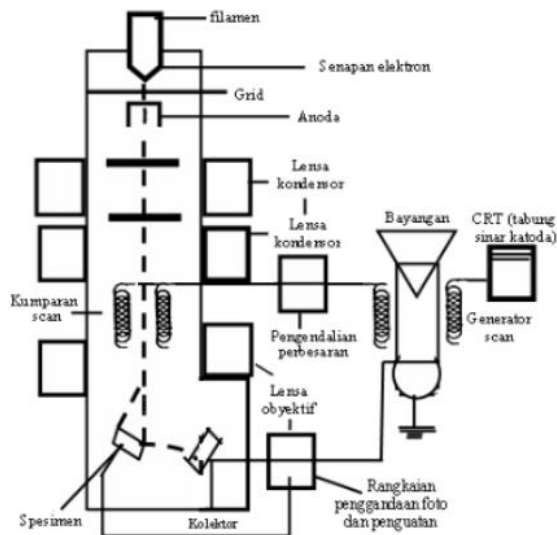 filamen
Senapan elektron
Grid
Anoda
Lensa
kondensor
Lensa
kondensor
Kumparan
scan
Bayangan
CRT (tabung
sinar katoda)
Generator
scan
Pengendalian
perbesaran
Lensa
obyektif
Spesimen
Kolektor
Rangkaian
penggandaan foto
dan penguatan